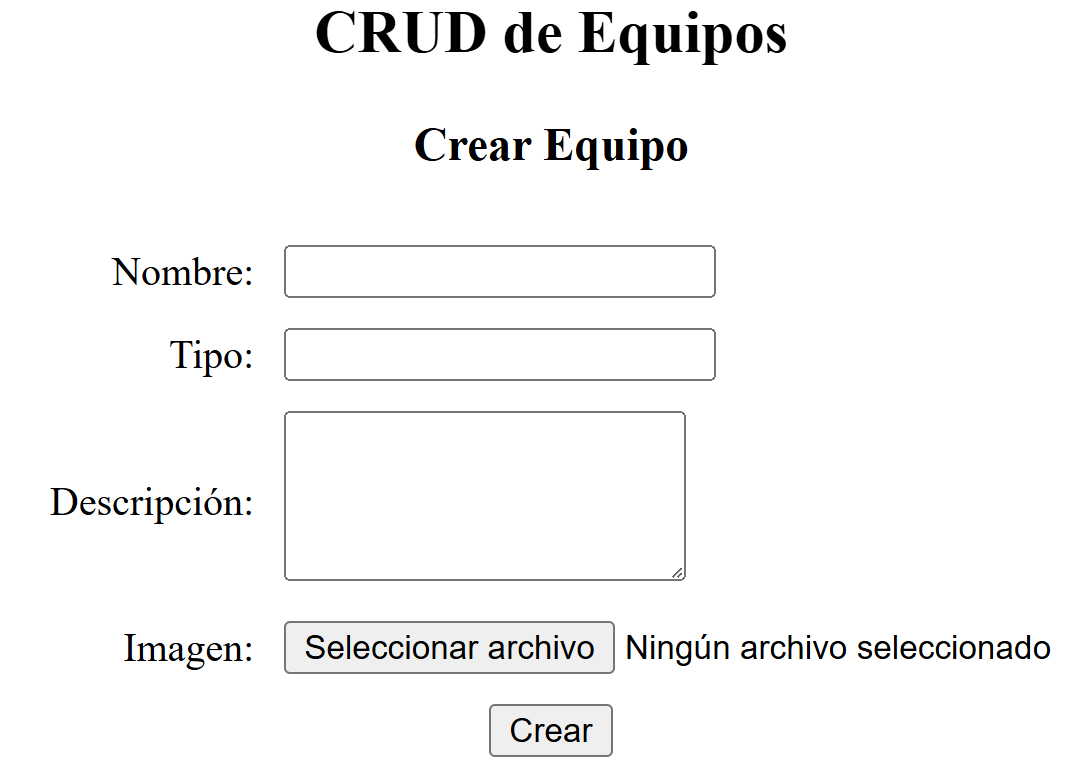 CRUD de Equipos
Crear Equipo
Nombre:
Tipo:
Descripción:
Imagen: Seleccionar archivo Ningún archivo seleccionado
Crear